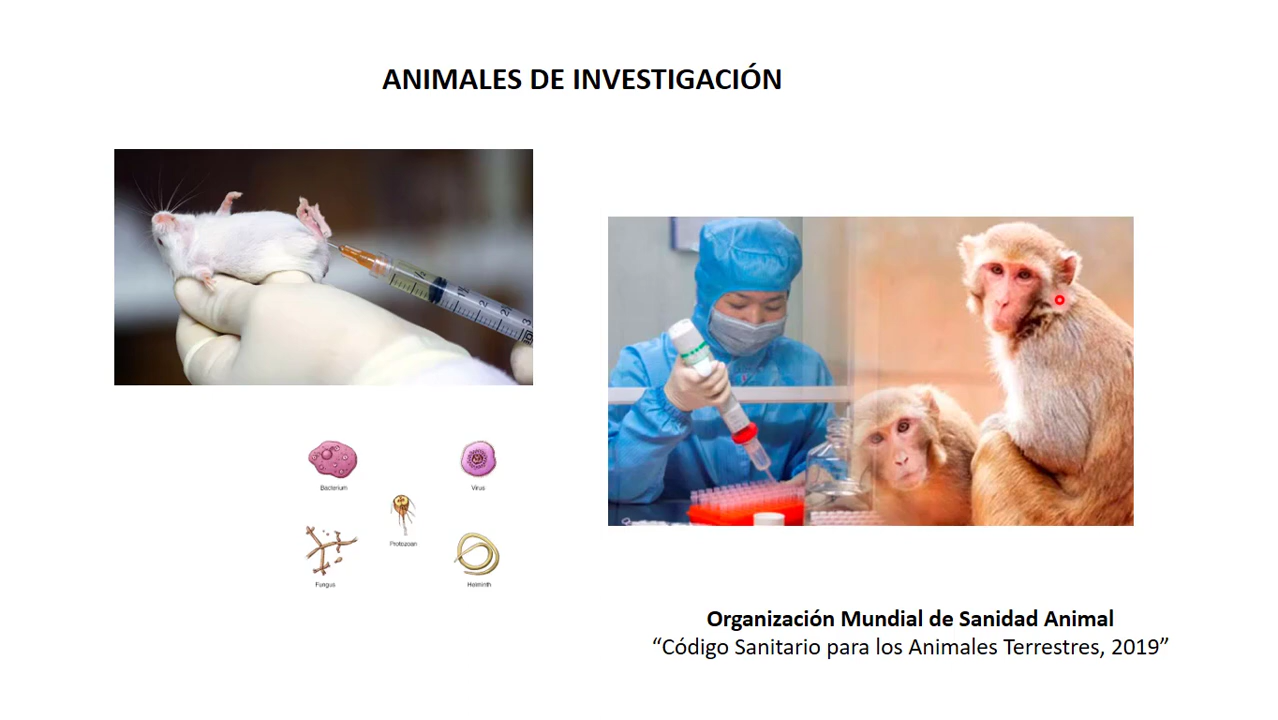 ANIMALES DE INVESTIGACIÓN
Bacterium
Virus
Protozoan
Fungus
Helminth
Organización Mundial de Sanidad Animal
“Código Sanitario para los Animales Terrestres, 2019”